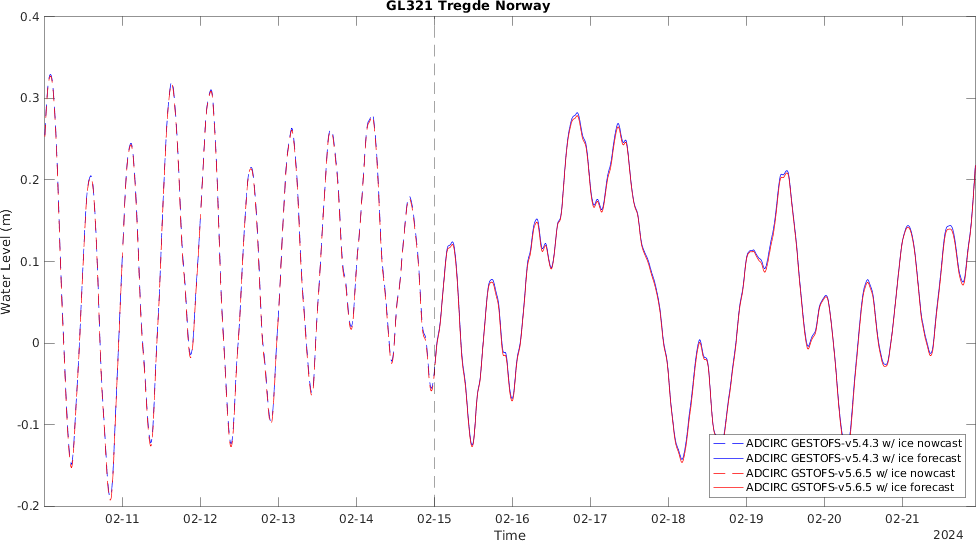 GL321 Tregde Norway
Water Level (m)
0.4
0.3
0.2
0.1
0
-0.1
-0.2
ADCIRC GESTOFS-v5.4.3 w/ ice nowcast
ADCIRC GESTOFS-v5.4.3 w/ ice forecast
ADCIRC GSTOFS-v5.6.5 w/ ice nowcast
ADCIRC GSTOFS-v5.6.5 w/ ice forecast
02-11 02-12 02-13 02-14 02-15 02-16 02-17 02-18 02-19 02-20 02-21
Time
2024